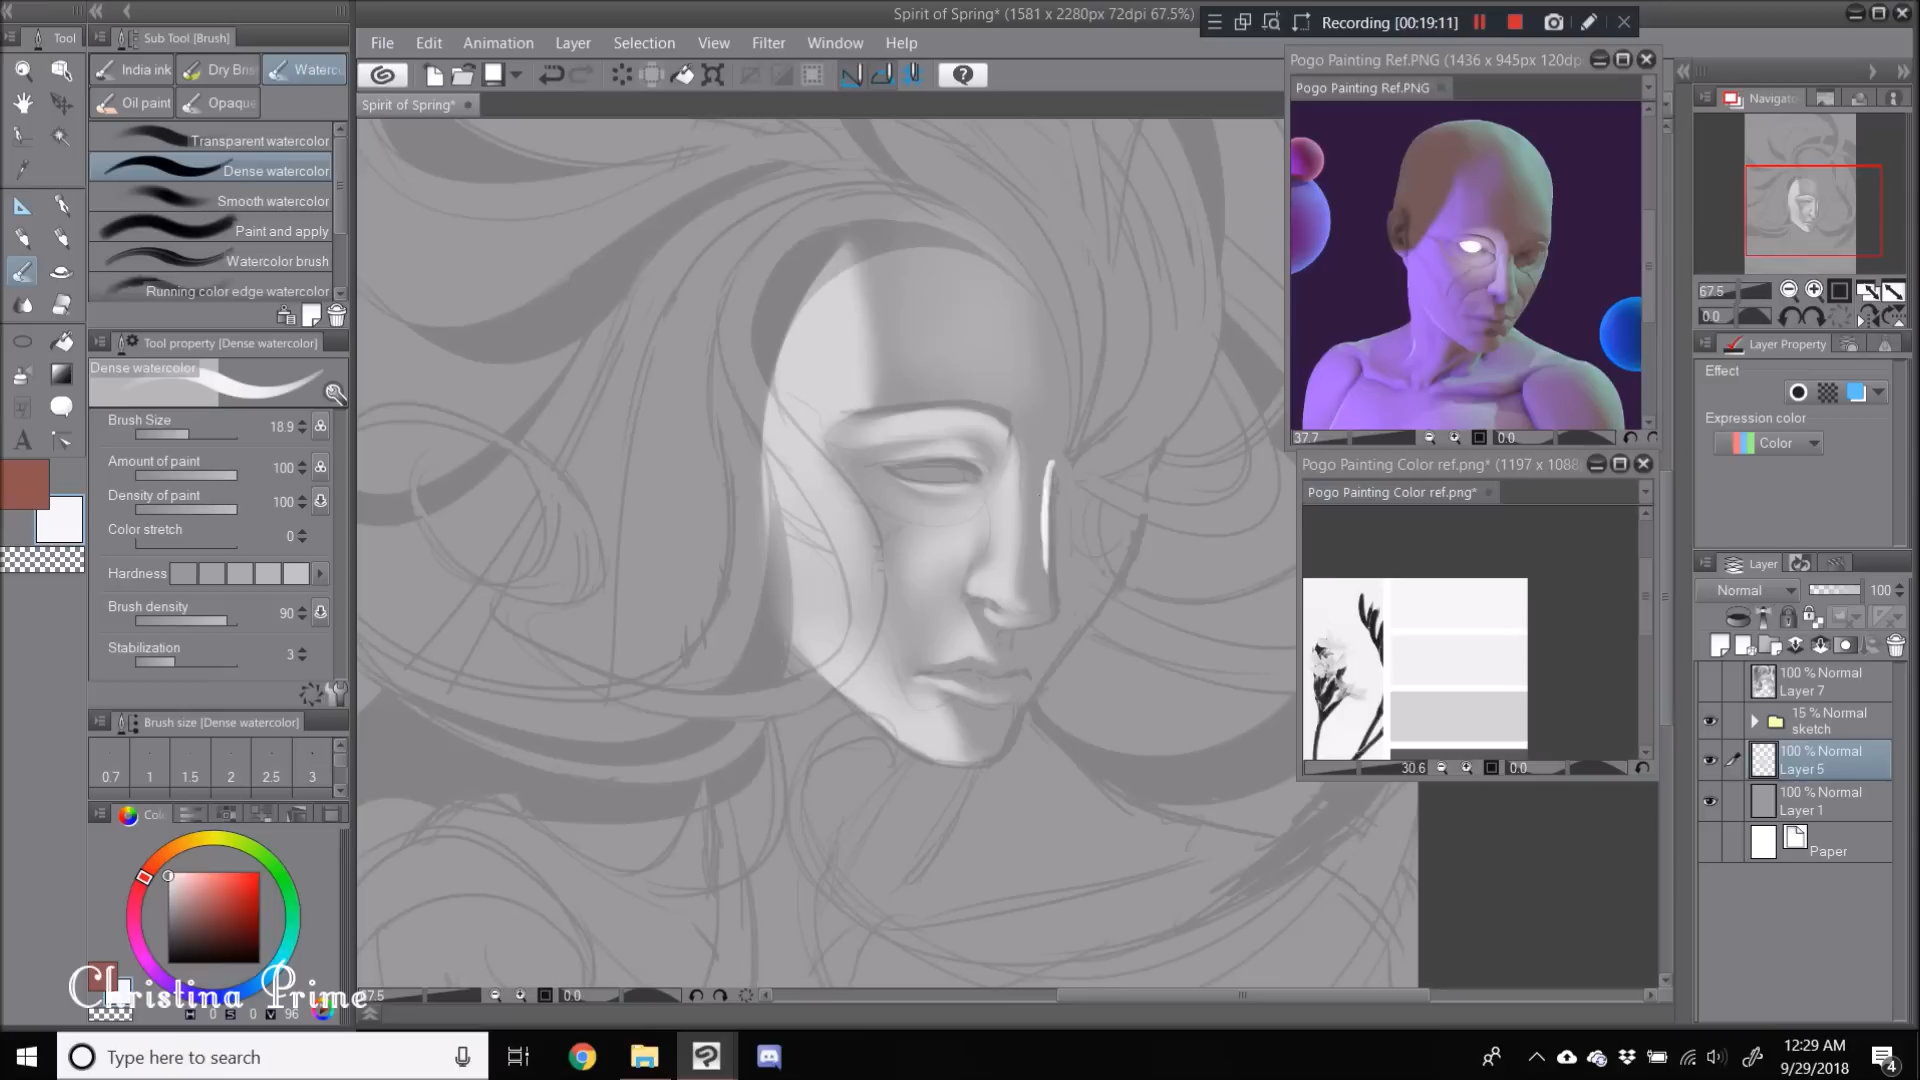 Tool
Sub Tool [Brush]
India ink
Dry Br
Waterc
Oil paint
Opaque
Transparent watercolor
Dense watercolor
Smooth watercolor
Paint and apply
Watercolor brush
Running color edge watercolor
Tool property [Dense watercolor]
Dense watercolor
Brush Size 18.9
Amount of paint 100
Density of paint 100
Color stretch 0
Hardness
Brush density 90
Stabilization 3
Brush size [Dense watercolor]
0.7 1 1.5 2 2.5 3
Christina Prime
H 0 S 0 V 96
Spirit of Spring* (1581 x 2280px 72dpi 67.5%)
File Edit Animation Layer Selection View Filter Window Help
Spirit of Spring*
0.0
Recording [00:19:11]
Pogo Painting Ref.PNG (1436 x 945px 120dp
Pogo Painting Ref.PNG
37.7 0.0
Pogo Painting Color ref.png* (1197 x 1088
Pogo Painting Color ref.png*
30.6 0.0
Navigato
67.5
0.0
Layer Property
Effect
Expression color
Color
Layer
Normal 100
100 % Normal
Layer 7
15 % Normal
sketch
100 % Normal
Layer 5
100 % Normal
Layer 1
Paper
Type here to search
12:29 AM
9/29/2018
4